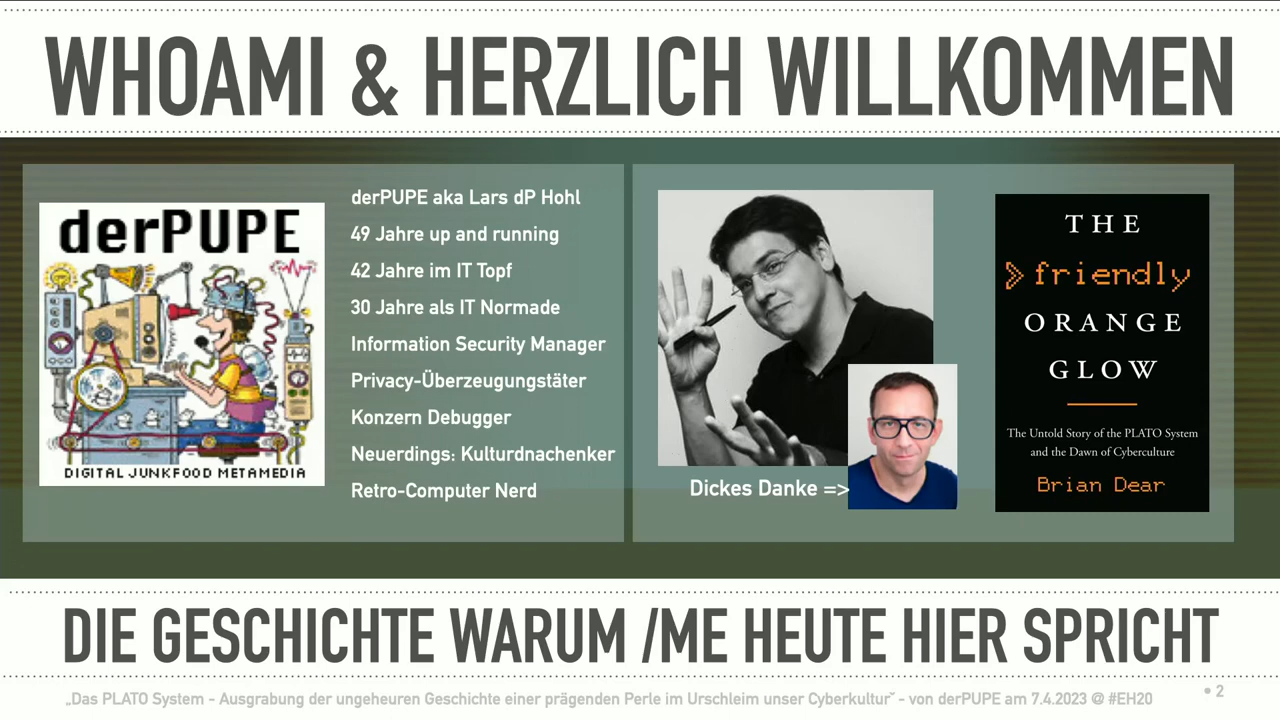 WHOAMI & HERZLICH WILLKOMMEN
derPUPE
DIGITAL JUNKFOOD METAMEDIA
derPUPE aka Lars dP Hohl
49 Jahre up and running
42 Jahre im IT Topf
30 Jahre als IT Normade
Information Security Manager
Privacy-Überzeugungstäter
Konzern Debugger
Neuerdings: Kulturdnachenker
Retro-Computer Nerd
Dickes Danke =>
THE
friendly
ORANGE
GLOW
The Untold Story of the PLATO System
and the Dawn of Cyberculture
Brian Dear
DIE GESCHICHTE WARUM /ME HEUTE HIER SPRICHT
„Das PLATO System - Ausgrabung der ungeheuren Geschichte einer prägenden Perle im Urschleim unser Cyberkultur˜ - von derPUPE am 7.4.2023 @ #EH20
• 2